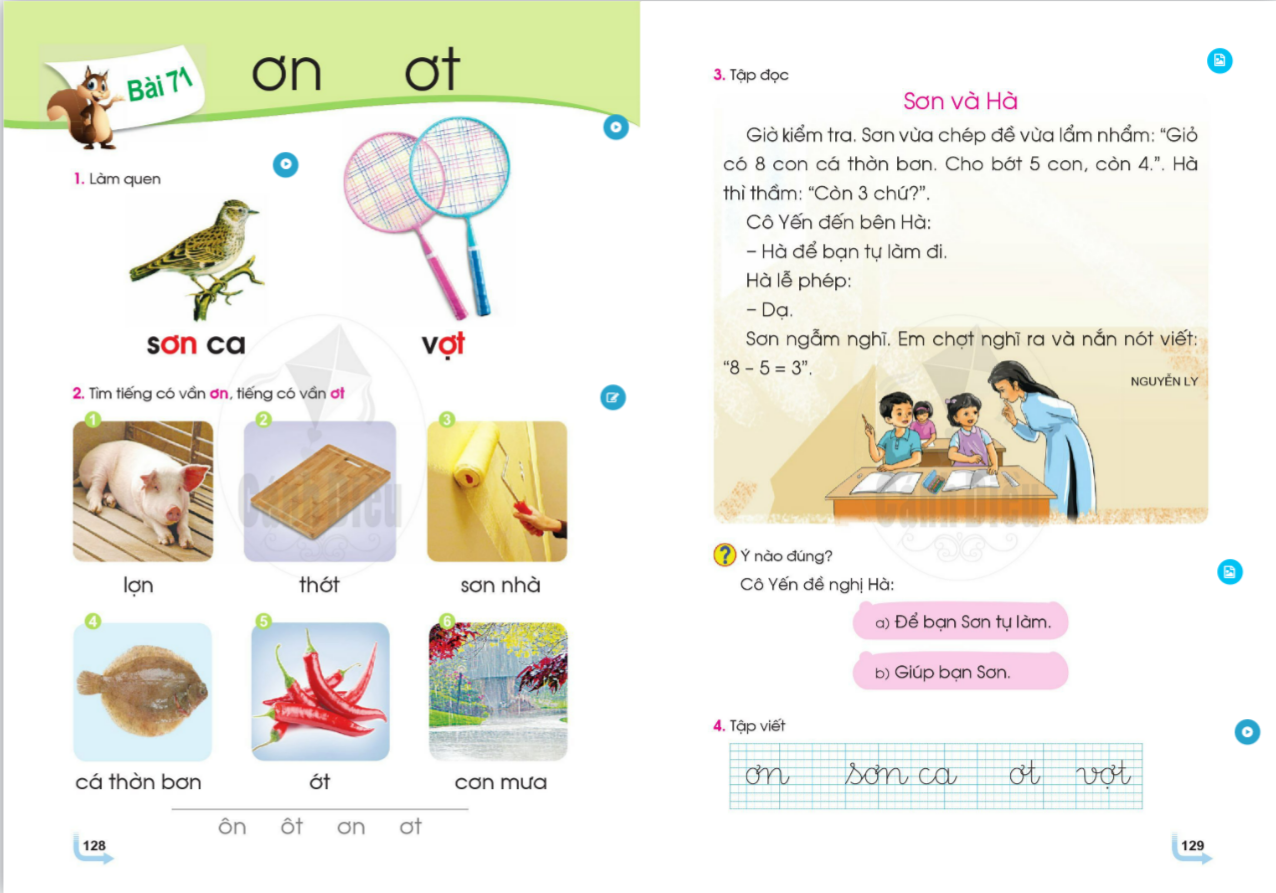 Bài 71
ơn ơt
1. Làm quen
sơn ca
vợt
2. Tìm tiếng có vần ơn, tiếng có vần ơt
1
2
3
lợn
thớt
sơn nhà
4
5
6
cá thờn bơn
ớt
cơn mưa
ôn ôt ơn ơt
128
Cánh Diều
3. Tập đọc
Sơn và Hà
Giờ kiểm tra. Sơn vừa chép đề vừa lẩm nhẩm: “Giỏ
có 8 con cá thờn bơn. Cho bớt 5 con, còn 4.”. Hà
thì thầm: “Còn 3 chứ?”.
Cô Yến đến bên Hà:
– Hà để bạn tự làm đi.
Hà lễ phép:
– Dạ.
Sơn ngẫm nghĩ. Em chợt nghĩ ra và nắn nót viết:
“8 – 5 = 3”.
NGUYỄN LY
Cánh Diều
? Ý nào đúng?
Cô Yến đề nghị Hà:
a) Để bạn Sơn tự làm.
b) Giúp bạn Sơn.
4. Tập viết
ơn sơn ca ơt vợt
129